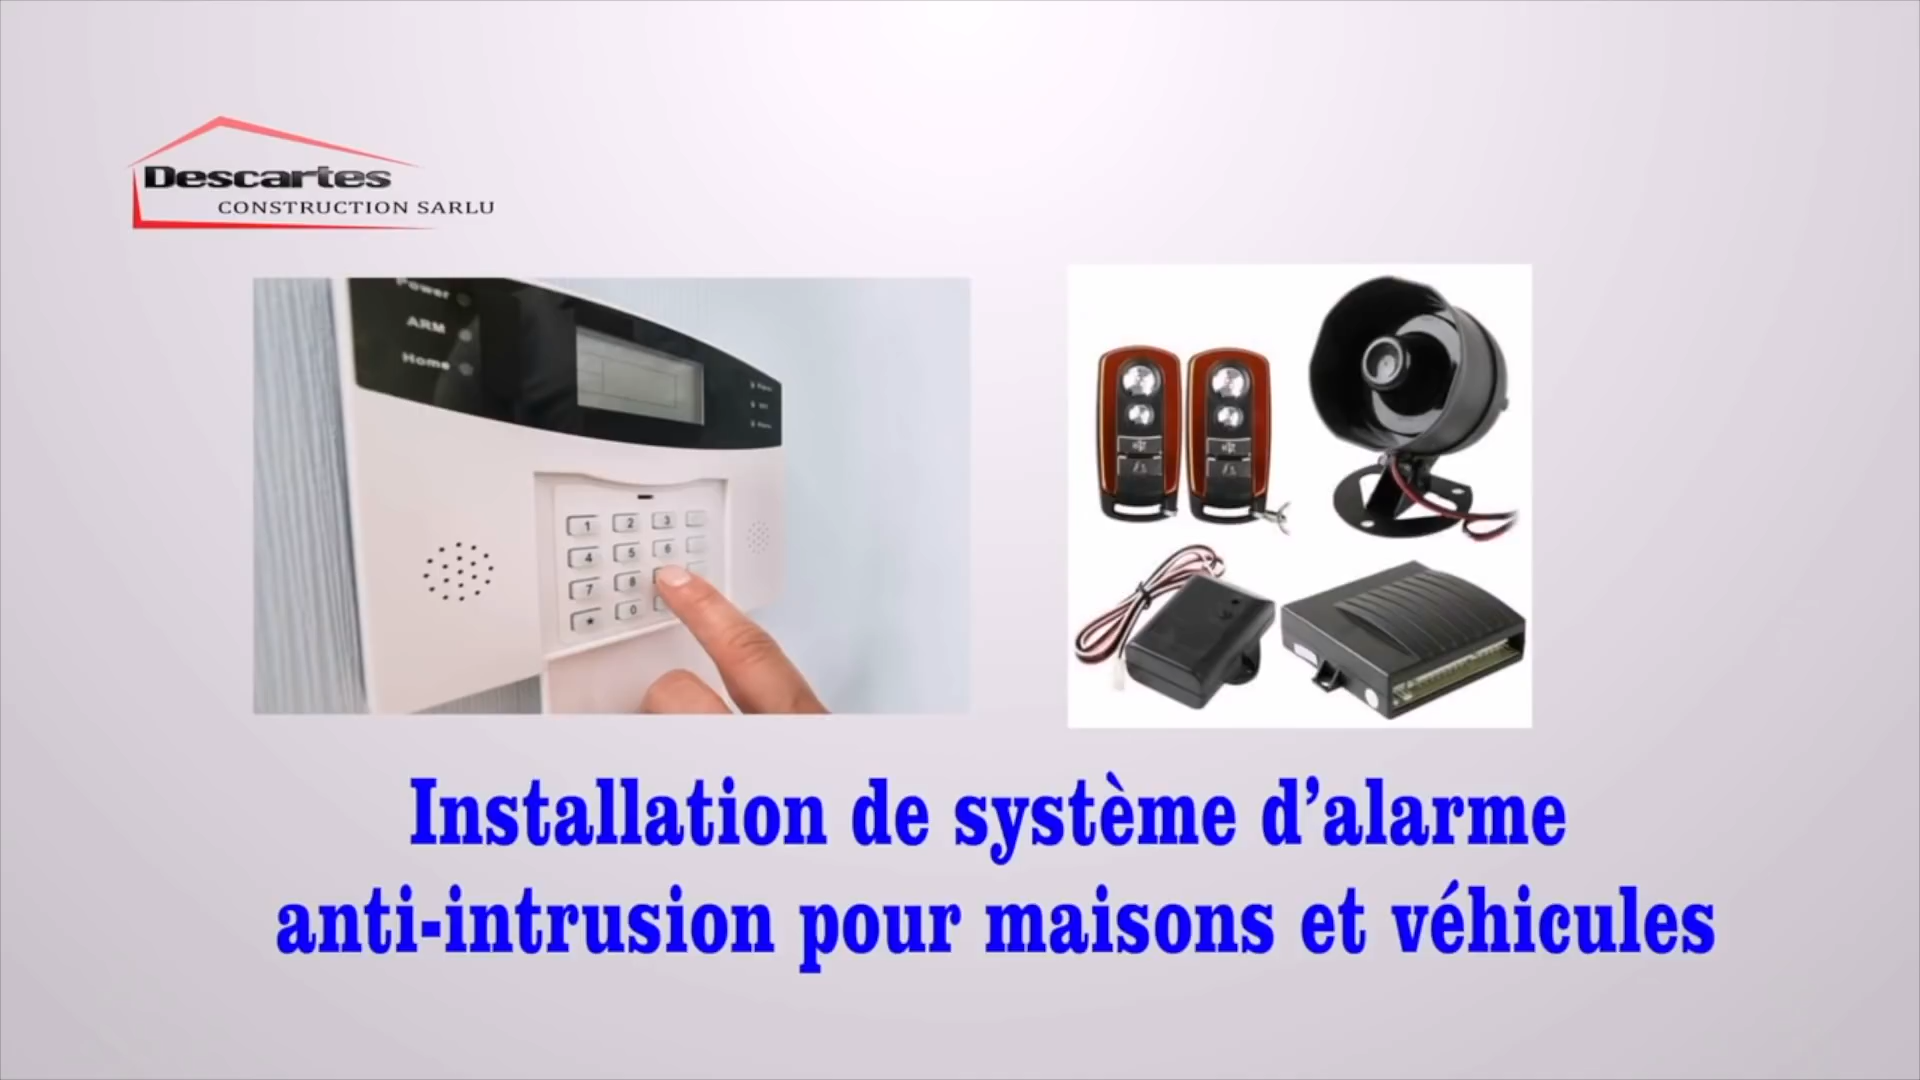 Descartes
CONSTRUCTION SARLU
Power
ARM
Home
1 2 3
4 5 6
7 8
* 0
Installation de système d’alarme
anti-intrusion pour maisons et véhicules